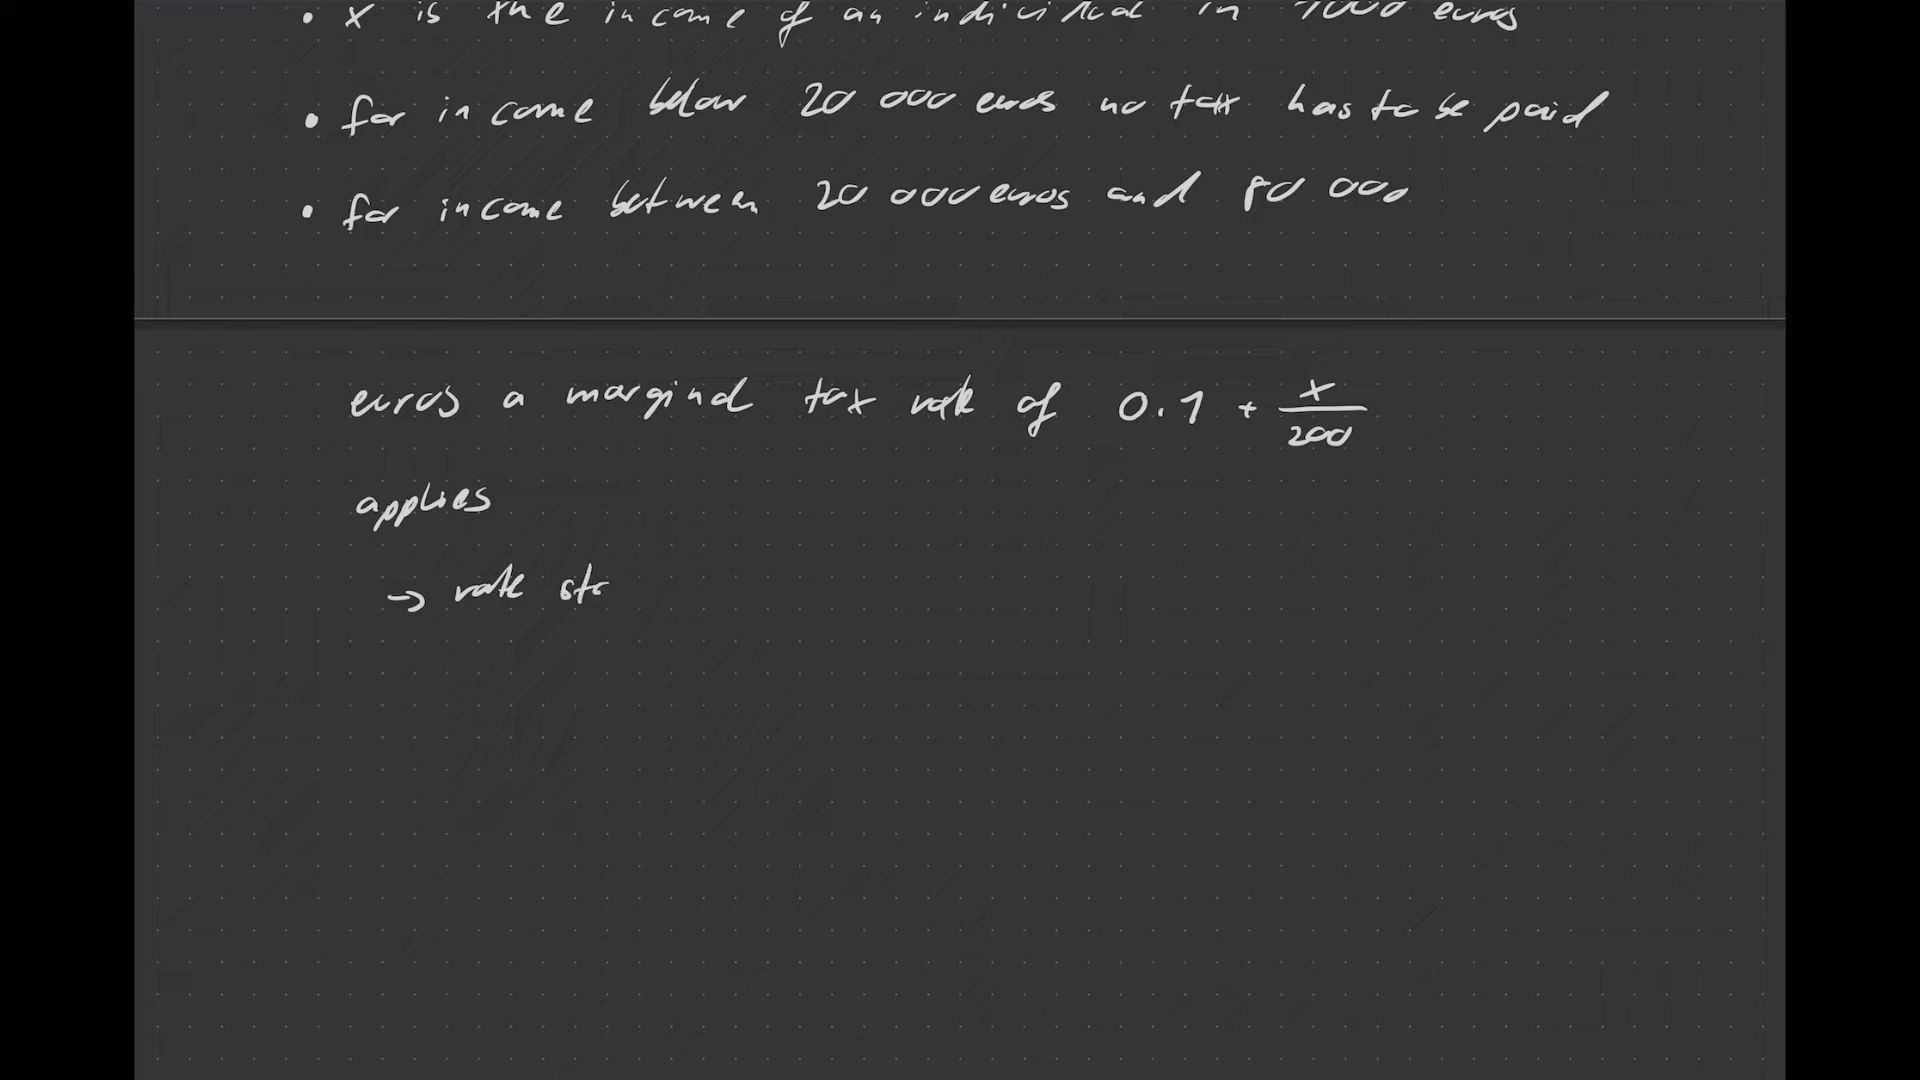 • x is the income of an individual in 1000 euros
• for income below 20 000 euros no tax has to be paid
• for income between 20 000 euros and 80 000
euros a marginal tax rate of 0.1 + x/200
applies
→ rate sta